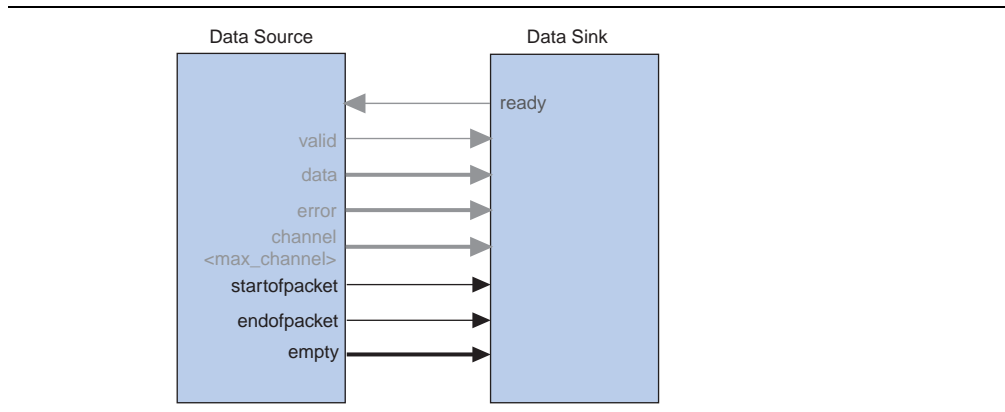 Data Source
Data Sink
ready
valid
data
error
channel
<max_channel>
startofpacket
endofpacket
empty